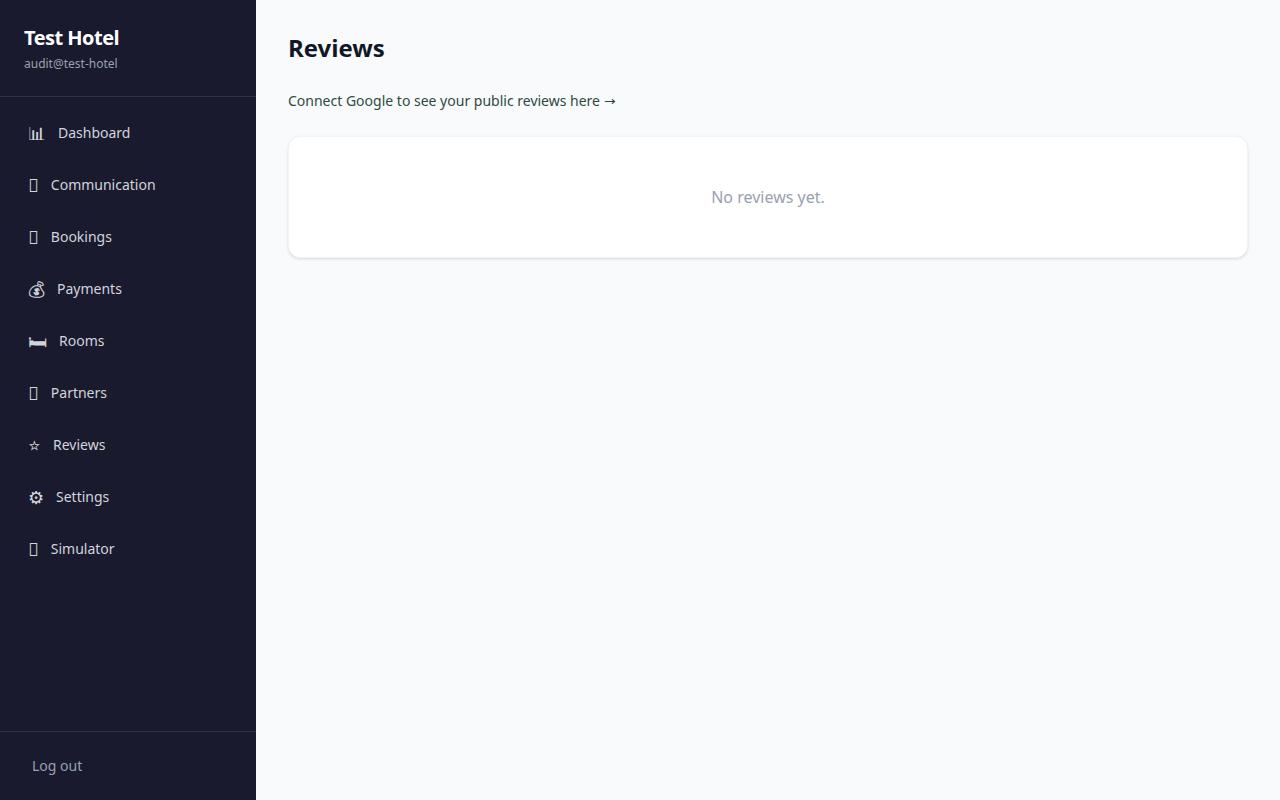 Test Hotel
audit@test-hotel
Dashboard
Communication
Bookings
Payments
Rooms
Partners
Reviews
Settings
Simulator
Log out
Reviews
Connect Google to see your public reviews here →
No reviews yet.